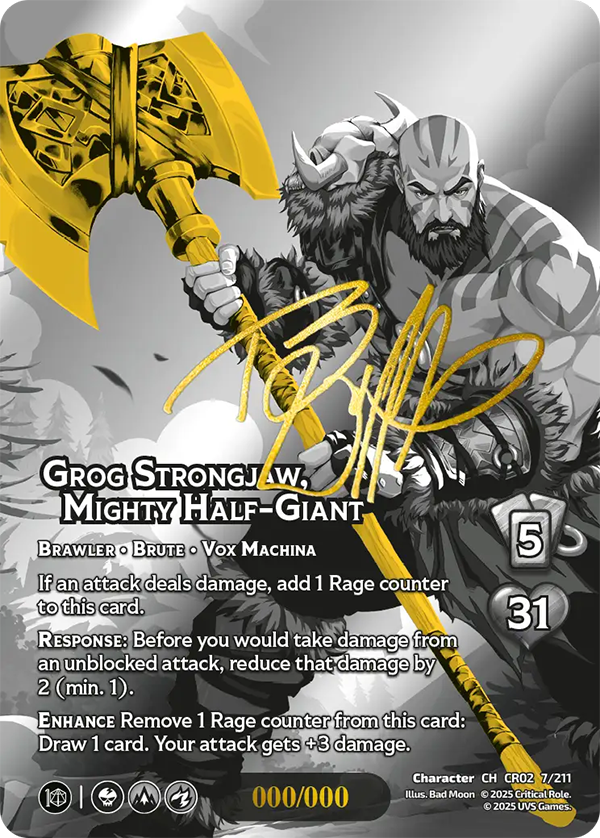 Grog Strongjaw,
Mighty Half-Giant
Brawler • Brute • Vox Machina
5
If an attack deals damage, add 1 Rage counter
to this card.
31
Response: Before you would take damage from
an unblocked attack, reduce that damage by
2 (min. 1).
Enhance Remove 1 Rage counter from this card:
Draw 1 card. Your attack gets +3 damage.
000/000
Character CH CR02 7/211
Illus. Bad Moon © 2025 Critical Role.
© 2025 UVS Games.